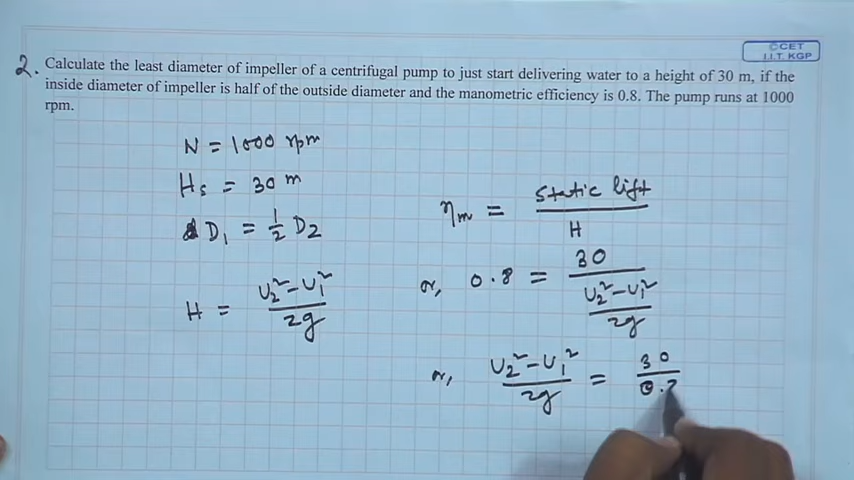 ©CET
I.I.T. KGP
2. Calculate the least diameter of impeller of a centrifugal pump to just start delivering water to a height of 30 m, if the
inside diameter of impeller is half of the outside diameter and the manometric efficiency is 0.8. The pump runs at 1000
rpm.
N = 1000 rpm
Hs = 30 m
D₁ = ½ D₂
H = (U₂² - U₁²) / 2g
ηm = static lift / H
or, 0.8 = 30 / ((U₂² - U₁²) / 2g)
or, (U₂² - U₁²) / 2g = 30 / 0.